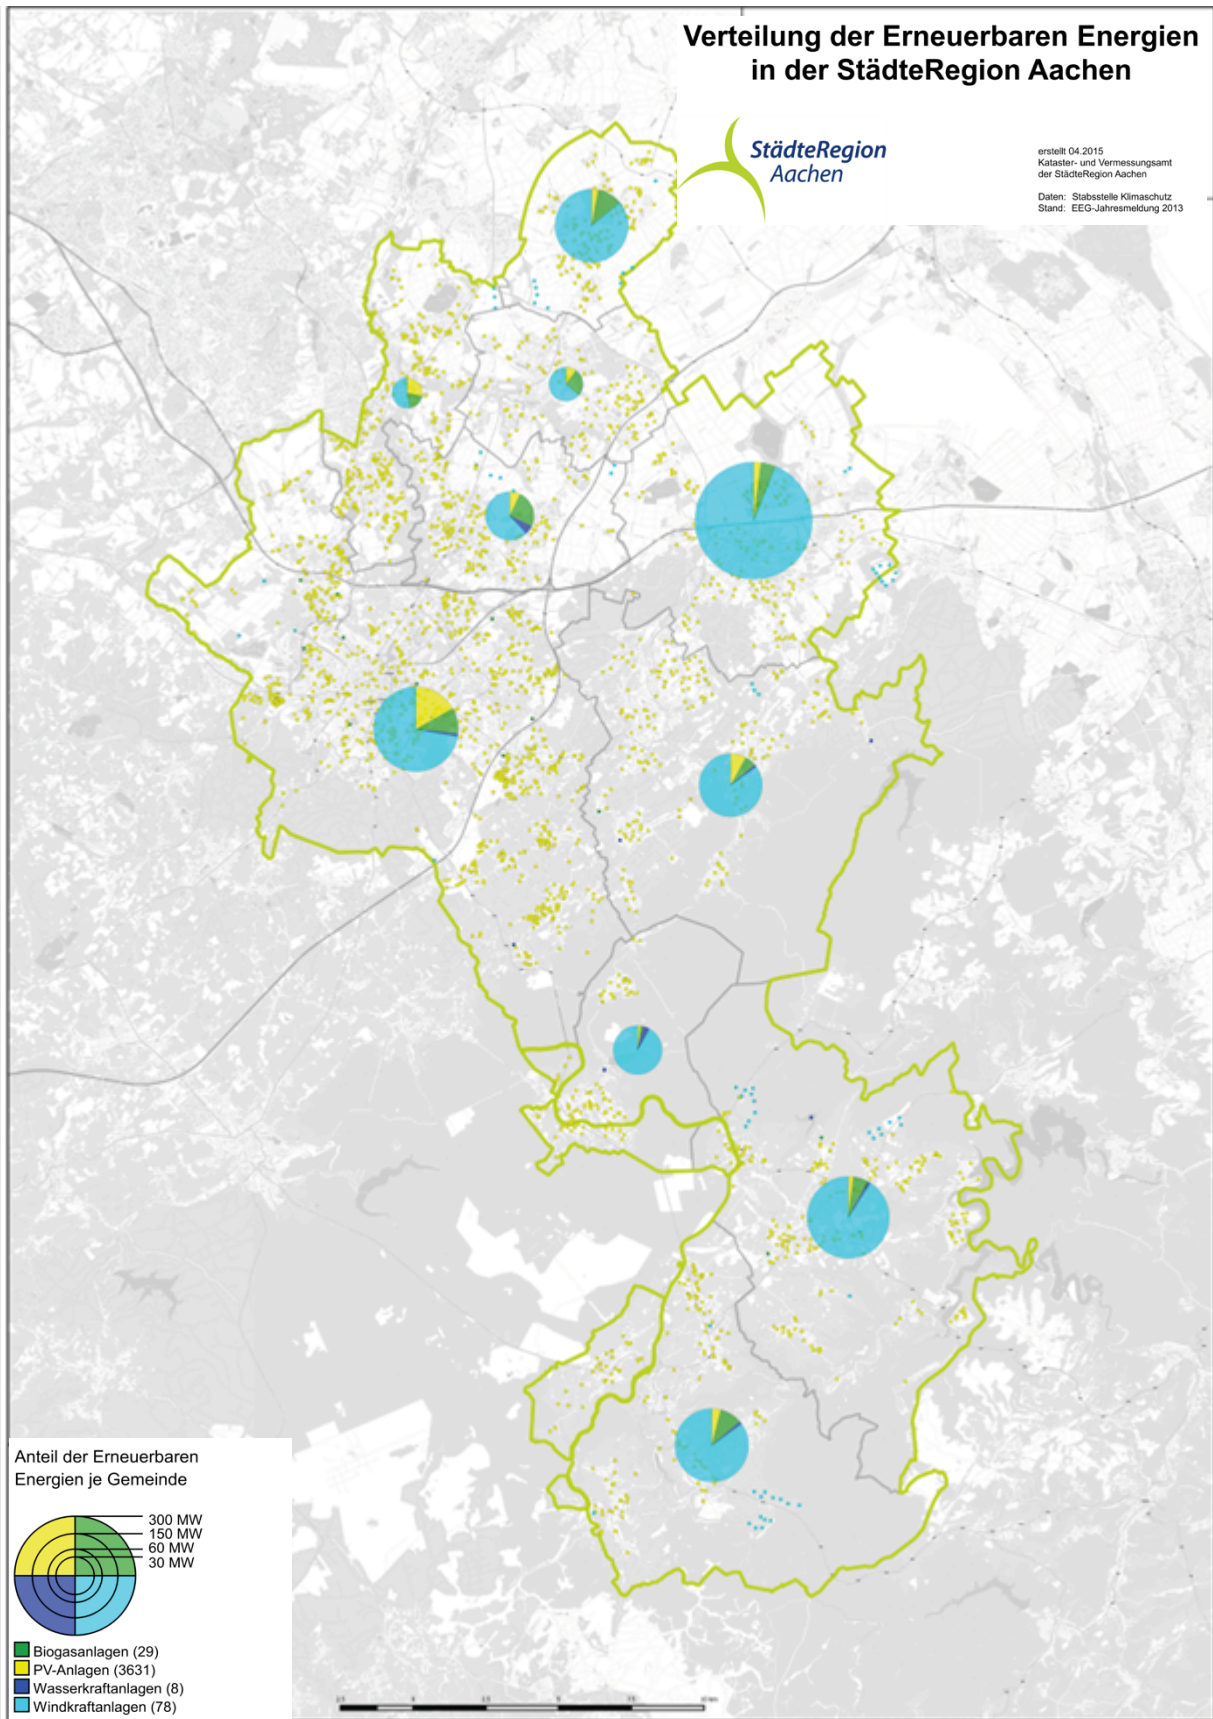 Verteilung der Erneuerbaren Energien
in der StädteRegion Aachen
StädteRegion
Aachen
erstellt 04.2015
Kataster- und Vermessungsamt
der StädteRegion Aachen
Daten: Stabsstelle Klimaschutz
Stand: EEG-Jahresmeldung 2013
Anteil der Erneuerbaren
Energien je Gemeinde
300 MW
150 MW
60 MW
30 MW
Biogasanlagen (29)
PV-Anlagen (3631)
Wasserkraftanlagen (8)
Windkraftanlagen (78)